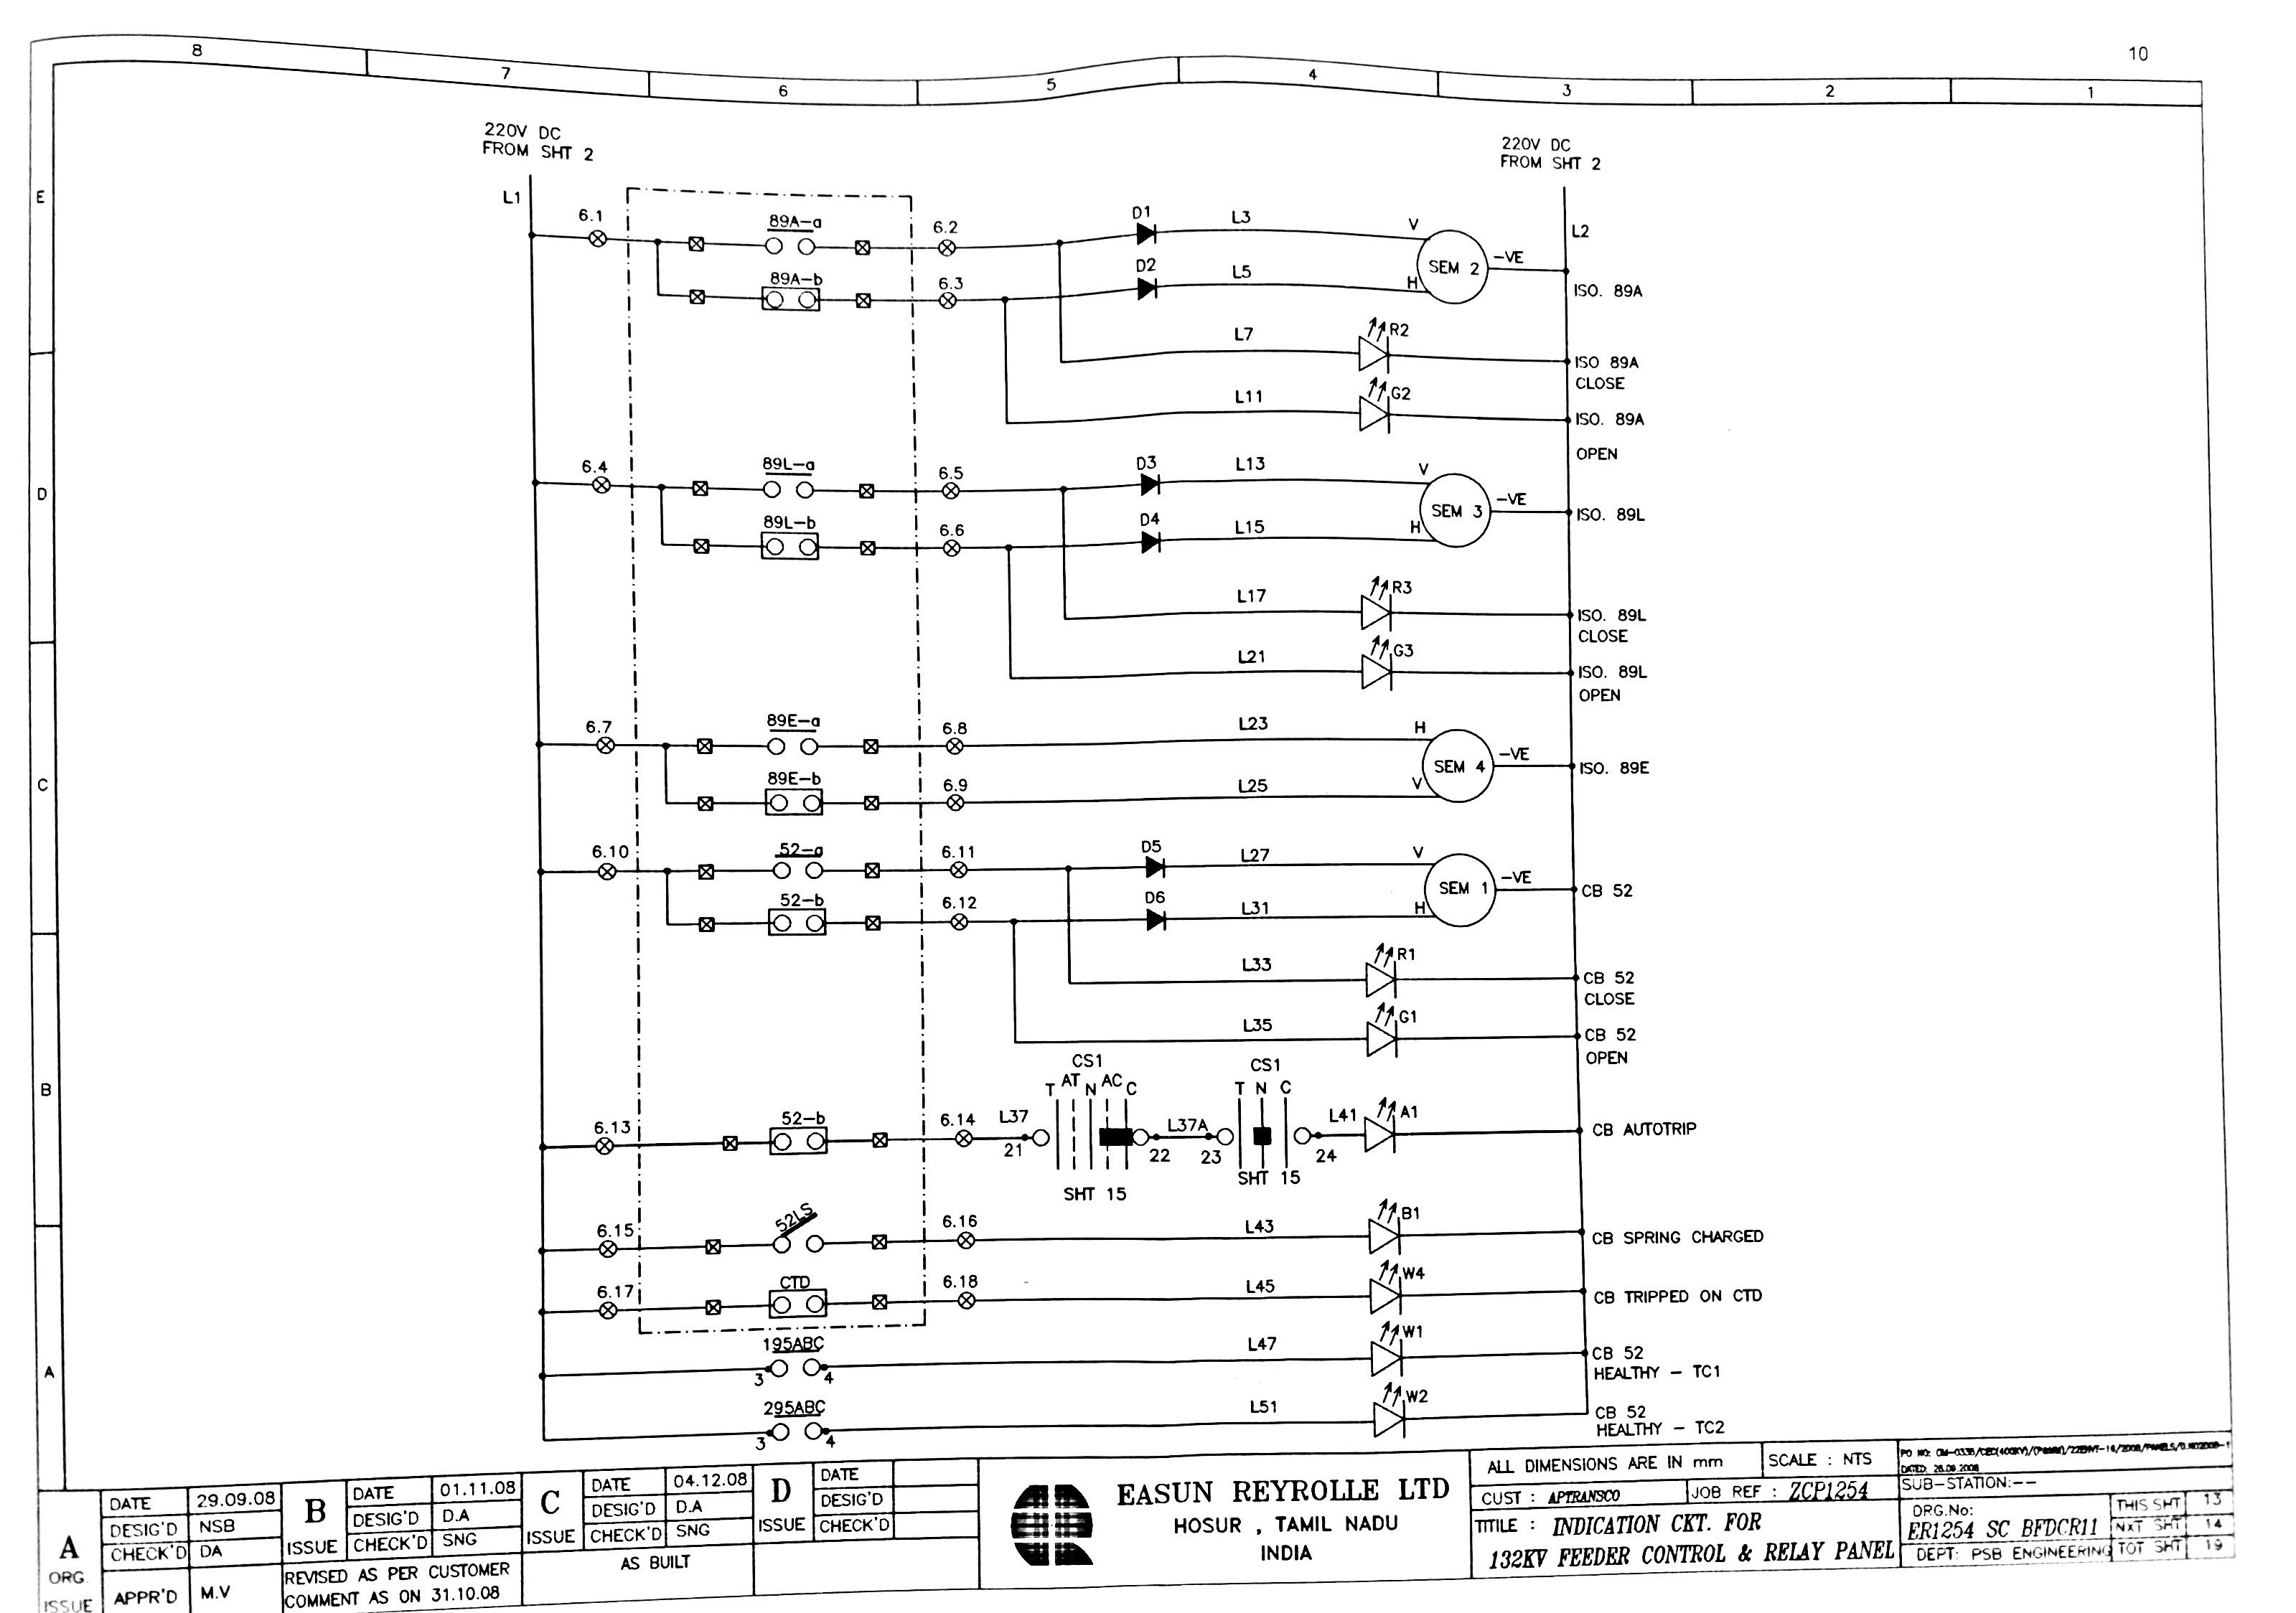 10
8
7
6
5
4
3
2
1
E
D
C
B
A
220V DC
FROM SHT 2
220V DC
FROM SHT 2
L1
L2
6.1
89A-a
6.2
D1
L3
V
SEM 2
-VE
89A-b
6.3
D2
L5
H
ISO. 89A
L7
R2
ISO 89A
CLOSE
L11
G2
ISO. 89A
OPEN
6.4
89L-a
6.5
D3
L13
V
SEM 3
-VE
ISO. 89L
89L-b
6.6
D4
L15
H
L17
R3
ISO. 89L
CLOSE
L21
G3
ISO. 89L
OPEN
6.7
89E-a
6.8
L23
H
SEM 4
-VE
ISO. 89E
89E-b
6.9
L25
V
6.10
52-a
6.11
D5
L27
V
SEM 1
-VE
CB 52
52-b
6.12
D6
L31
H
L33
R1
CB 52
CLOSE
L35
G1
CB 52
OPEN
CS1
T AT N AC C
CS1
T N C
6.13
52-b
6.14
L37
21
22
L37A
23
24
L41
A1
CB AUTOTRIP
SHT 15
SHT 15
6.15
52LS
6.16
L43
B1
CB SPRING CHARGED
6.17
CTD
6.18
L45
W4
CB TRIPPED ON CTD
195ABC
3
4
L47
W1
CB 52
HEALTHY - TC1
295ABC
3
4
L51
W2
CB 52
HEALTHY - TC2
A
ORG.
ISSUE
DATE 29.09.08
DESIG'D NSB
CHECK'D DA
APPR'D M.V
B
ISSUE
DATE 01.11.08
DESIG'D D.A
CHECK'D SNG
REVISED AS PER CUSTOMER
COMMENT AS ON 31.10.08
C
ISSUE
DATE 04.12.08
DESIG'D D.A
CHECK'D SNG
AS BUILT
D
ISSUE
DATE
DESIG'D
CHECK'D
EASUN REYROLLE LTD
HOSUR , TAMIL NADU
INDIA
ALL DIMENSIONS ARE IN mm
SCALE : NTS
CUST : APTRANSCO
JOB REF : ZCP1254
TITILE : INDICATION CKT. FOR
132KV FEEDER CONTROL & RELAY PANEL
PO NO:
DATED: 26.09.2008
SUB-STATION:--
DRG.No:
ER1254 SC BFDCR11
DEPT: PSB ENGINEERING
THIS SHT 13
NXT SHT 14
TOT SHT 19